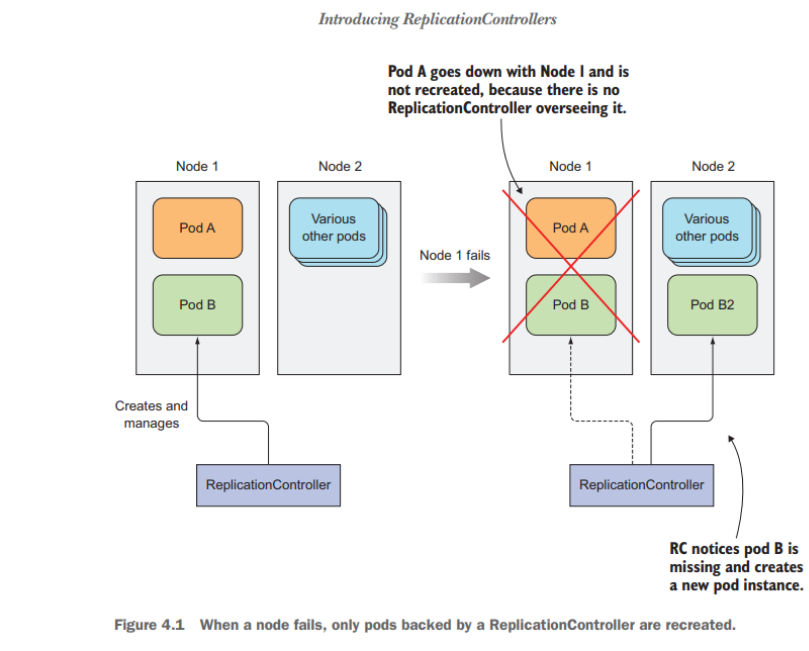 Introducing ReplicationControllers
Pod A goes down with Node 1 and is
not recreated, because there is no
ReplicationController overseeing it.
Node 1
Node 2
Pod A
Various
other pods
Pod B
Creates and
manages
ReplicationController
Node 1 fails
Node 1
Node 2
Pod A
Various
other pods
Pod B
Pod B2
ReplicationController
RC notices pod B is
missing and creates
a new pod instance.
Figure 4.1 When a node fails, only pods backed by a ReplicationController are recreated.